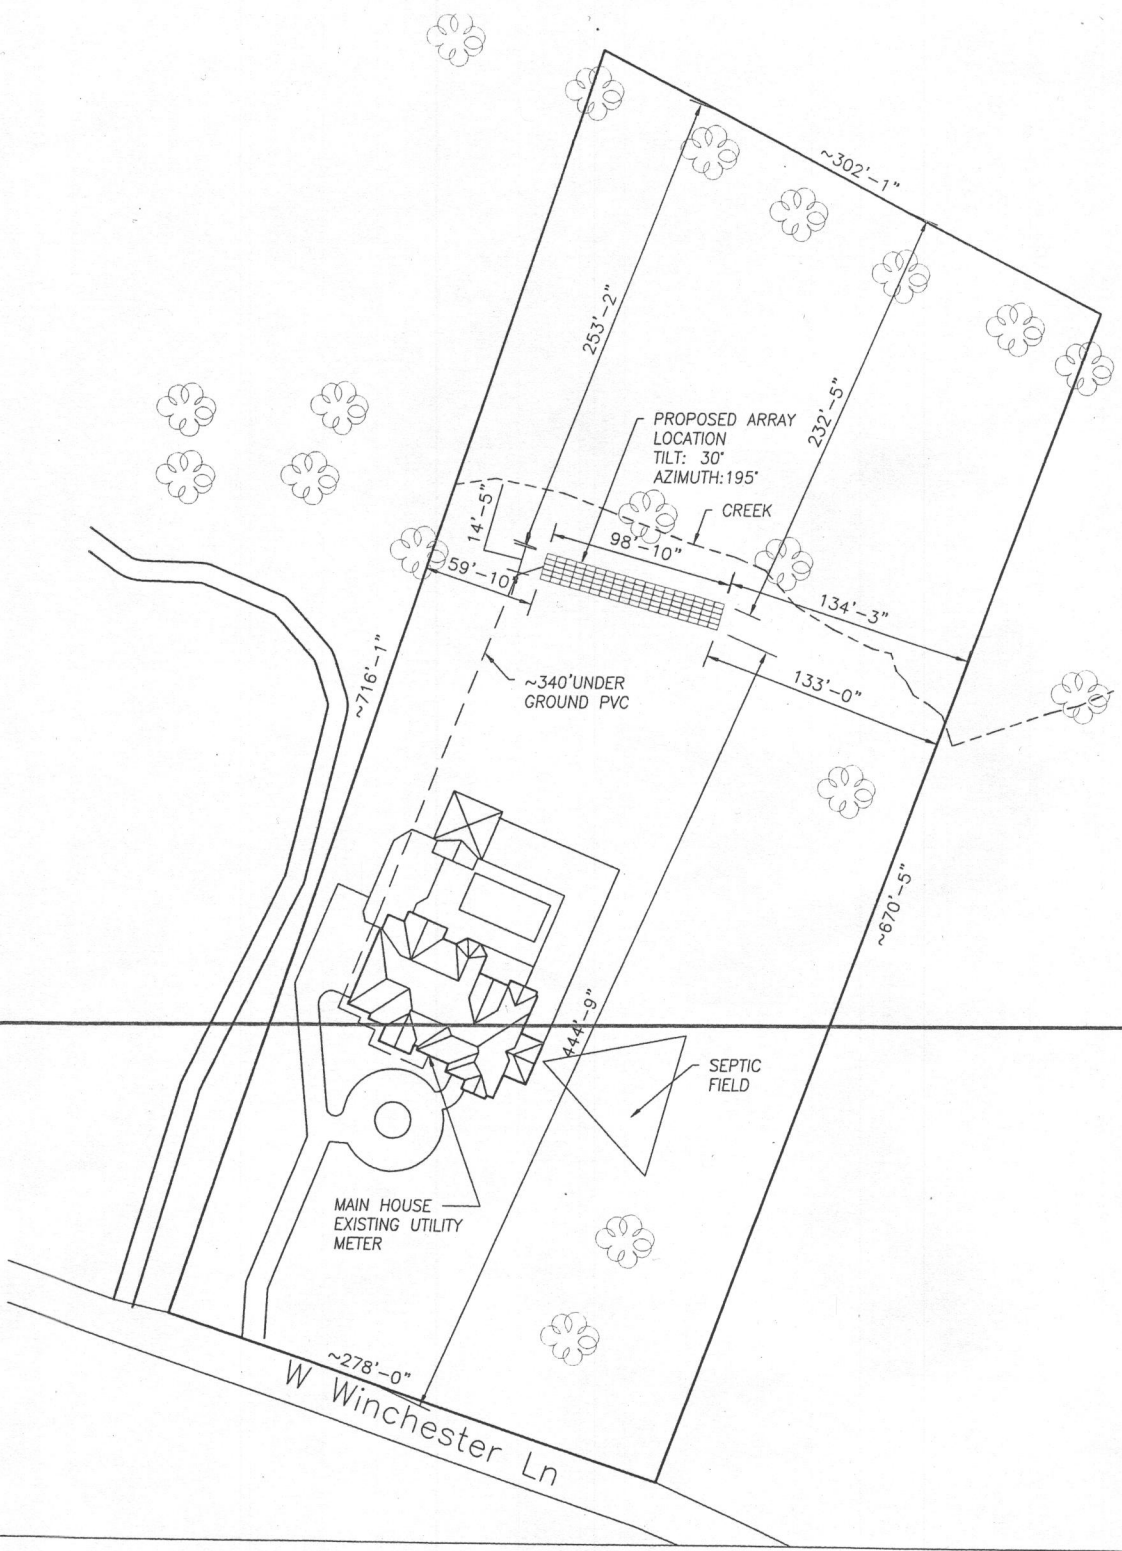 ~302'-1"
253'-2"
232'-5"
PROPOSED ARRAY
LOCATION
TILT: 30°
AZIMUTH:195°
14'-5"
CREEK
98'-10"
59'-10"
134'-3"
~716'-1"
133'-0"
~340'UNDER
GROUND PVC
~670'-5"
444'-9"
SEPTIC
FIELD
MAIN HOUSE
EXISTING UTILITY
METER
~278'-0"
W Winchester Ln